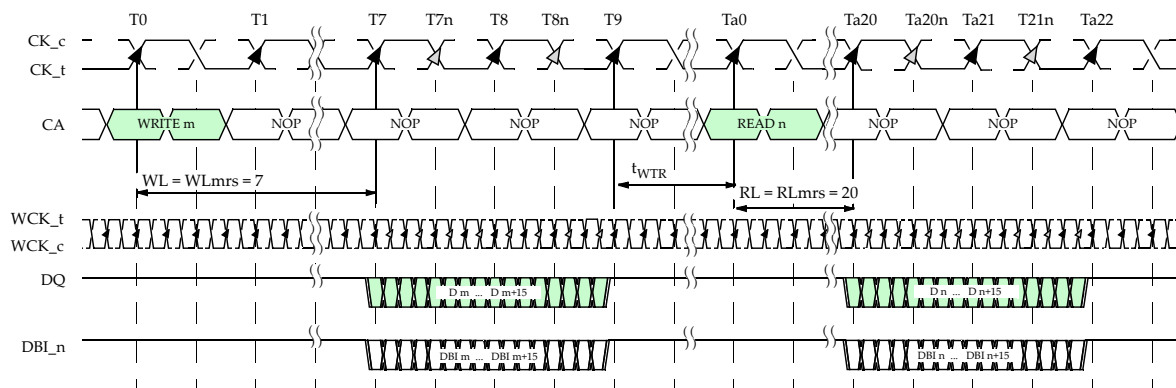 T0 T1 T7 T7n T8 T8n T9 Ta0 Ta20 Ta20n Ta21 T21n Ta22
CK_c
CK_t
CA WRITE m NOP NOP NOP NOP READ n NOP NOP NOP
WL = WLmrs = 7 tWTR RL = RLmrs = 20
WCK_t
WCK_c
DQ D m ... D m+15 D n ... D n+15
DBI_n DBI m ... DBI m+15 DBI n ... DBI n+15